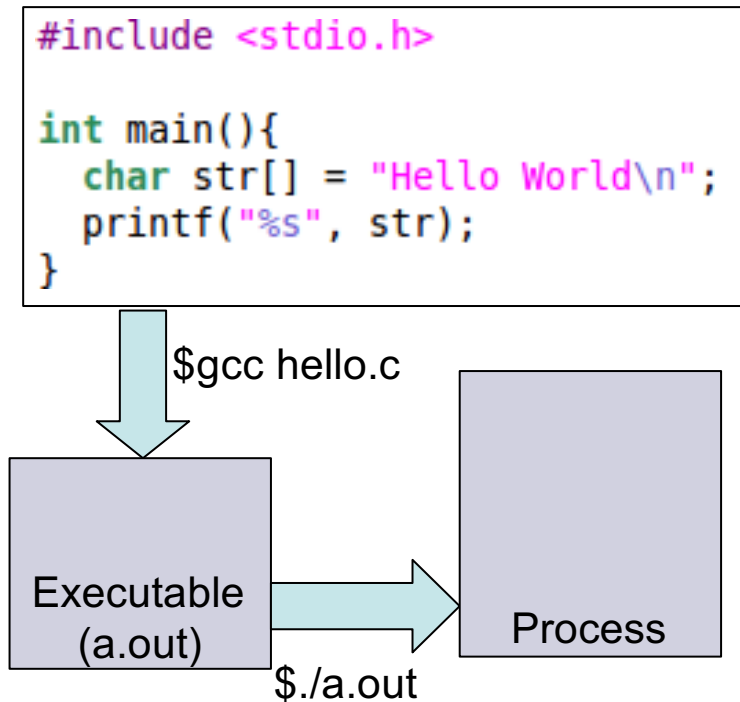 #include <stdio.h>
int main(){
  char str[] = "Hello World\n";
  printf("%s", str);
}
$gcc hello.c
Executable
(a.out)
$./a.out
Process